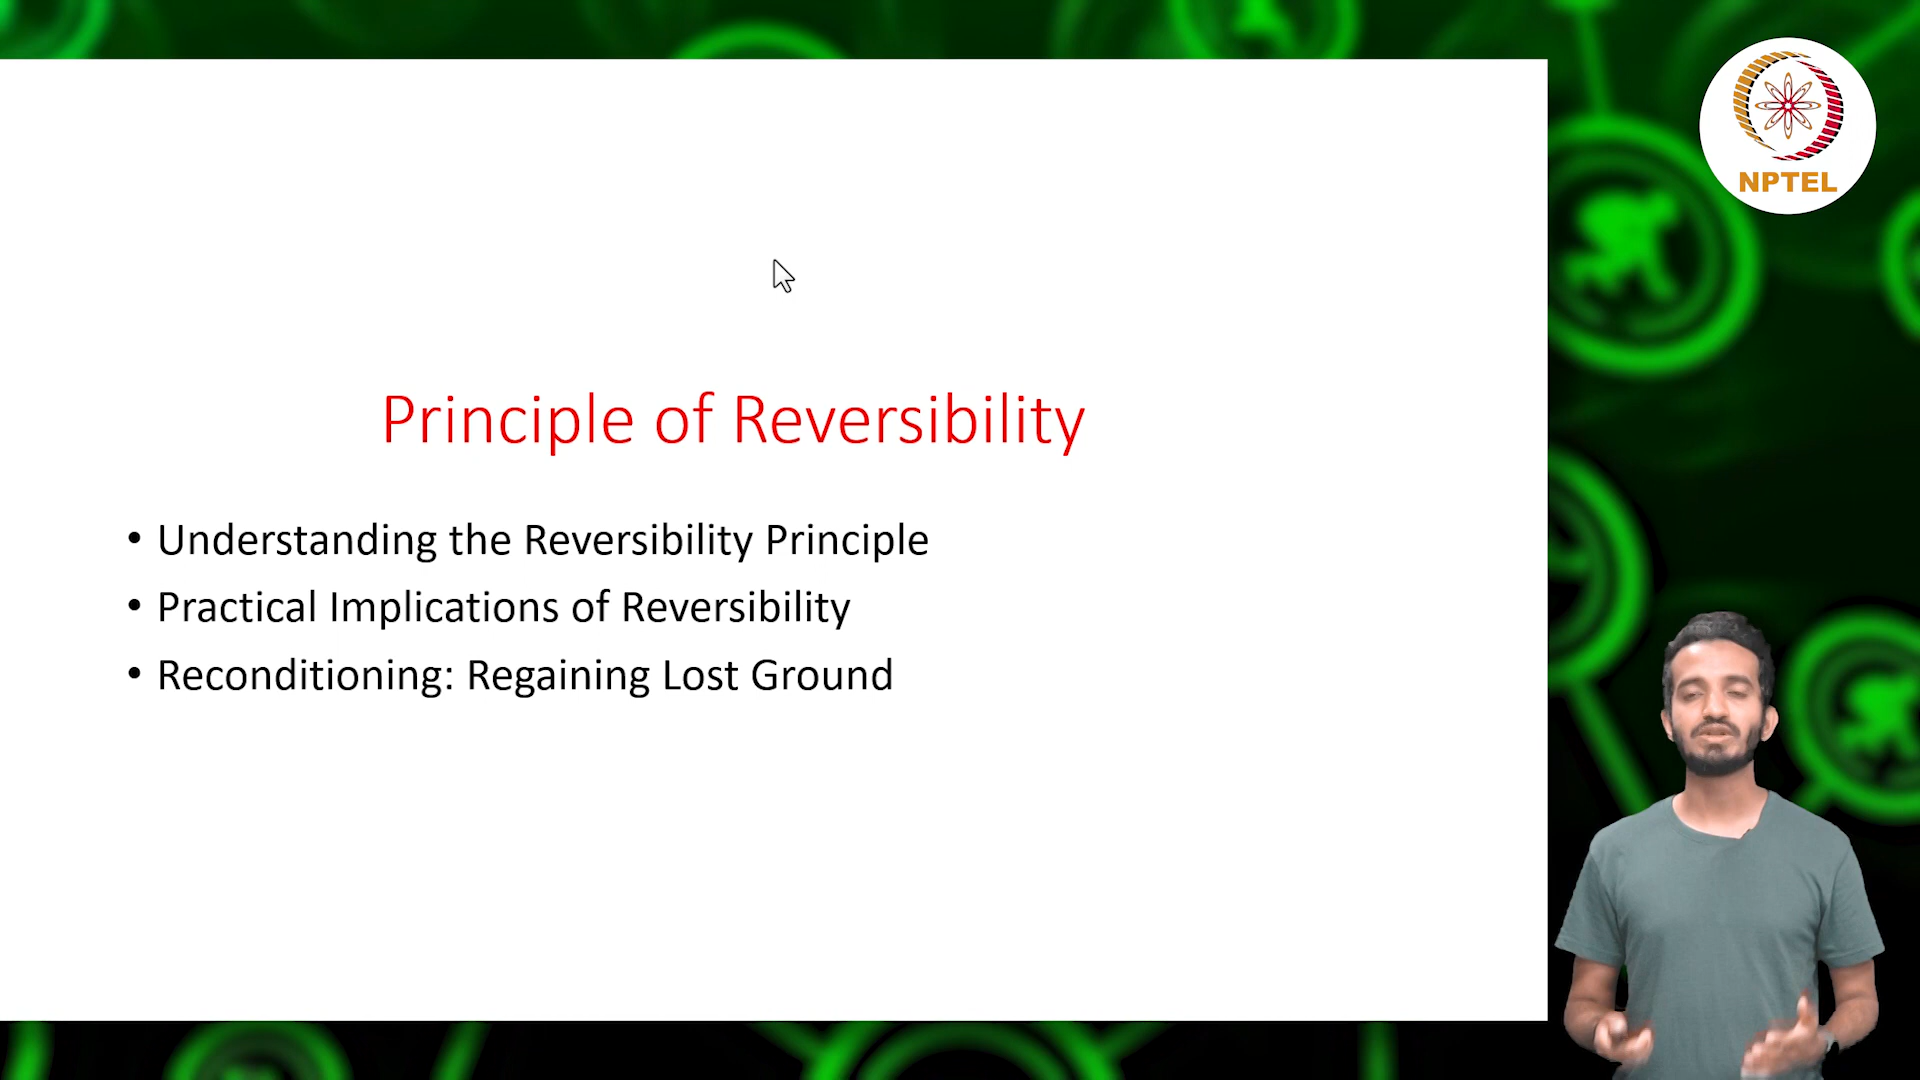 NPTEL
Principle of Reversibility
• Understanding the Reversibility Principle
• Practical Implications of Reversibility
• Reconditioning: Regaining Lost Ground